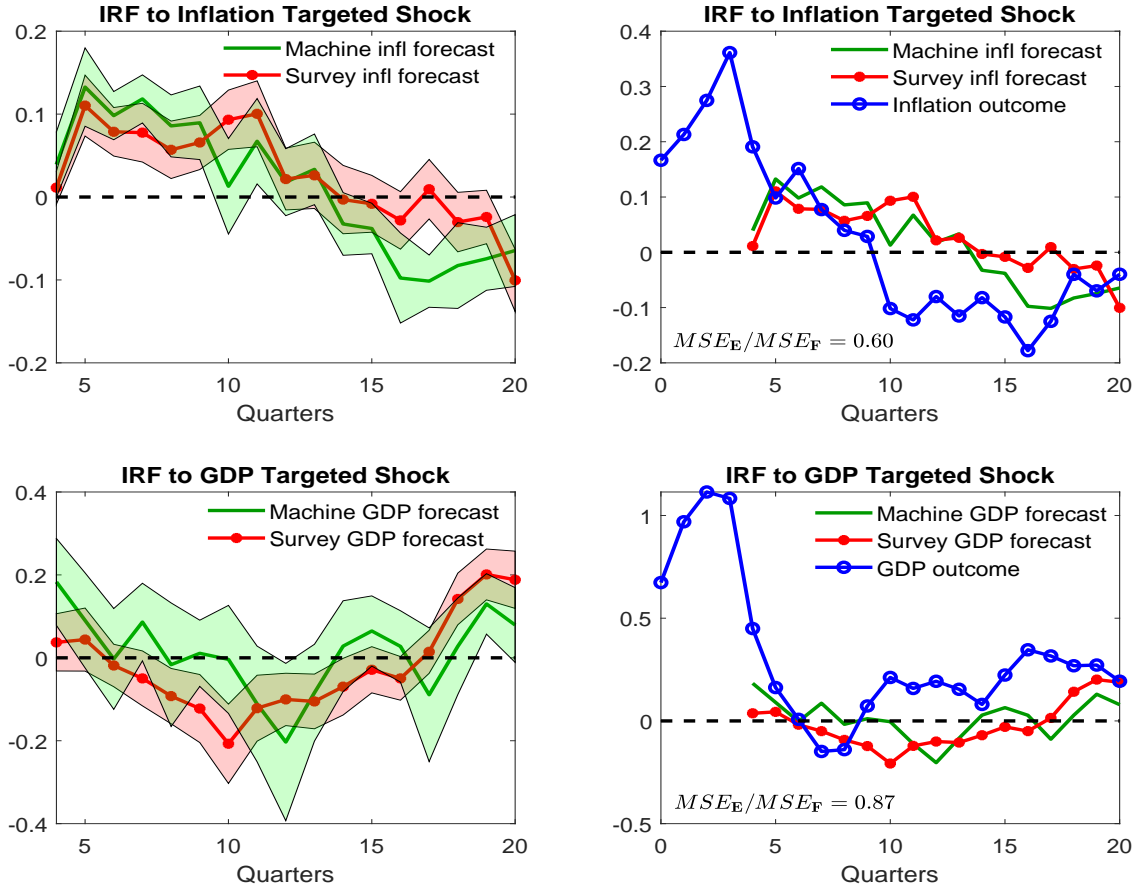 IRF to Inflation Targeted Shock
0.2
0.1
0
-0.1
-0.2
Machine infl forecast
Survey infl forecast
5
10
15
20
Quarters
IRF to Inflation Targeted Shock
0.4
0.3
0.2
0.1
0
-0.1
-0.2
Machine infl forecast
Survey infl forecast
Inflation outcome
MSE_E/MSE_F = 0.60
0
5
10
15
20
Quarters
IRF to GDP Targeted Shock
0.4
0.2
0
-0.2
-0.4
Machine GDP forecast
Survey GDP forecast
5
10
15
20
Quarters
IRF to GDP Targeted Shock
1
0.5
0
-0.5
Machine GDP forecast
Survey GDP forecast
GDP outcome
MSE_E/MSE_F = 0.87
0
5
10
15
20
Quarters